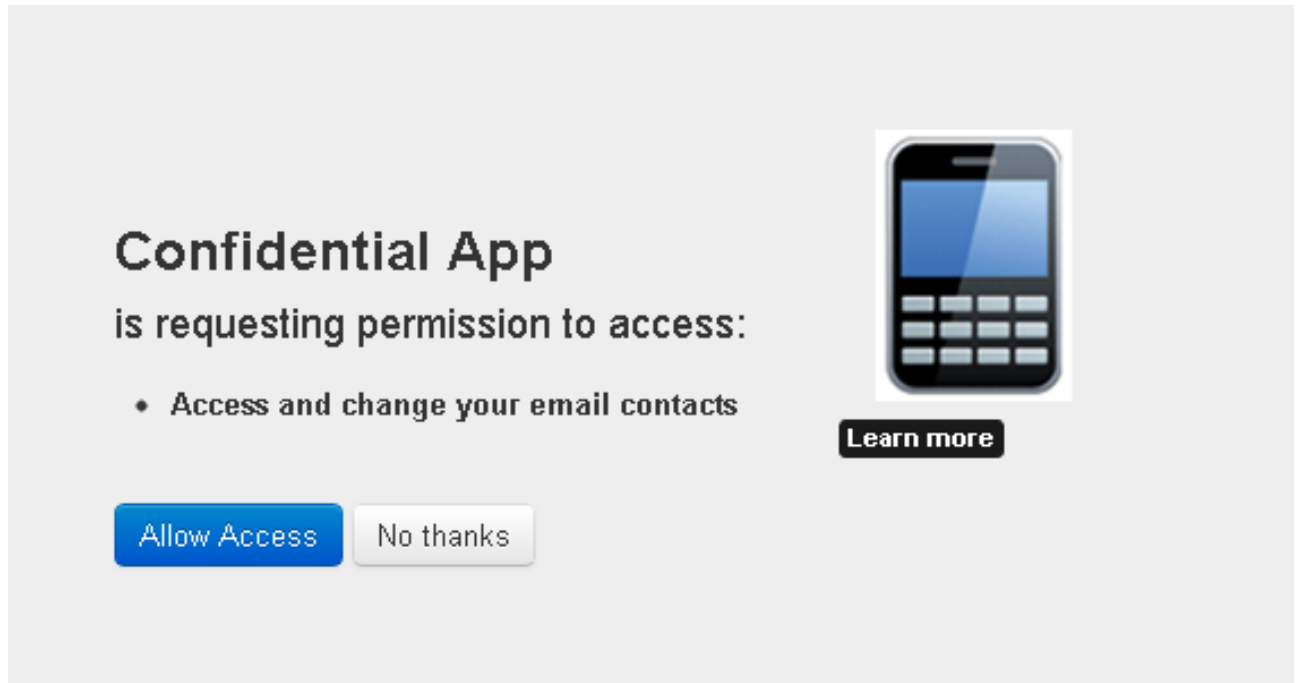 Confidential App
is requesting permission to access:
• Access and change your email contacts
Learn more
Allow Access
No thanks